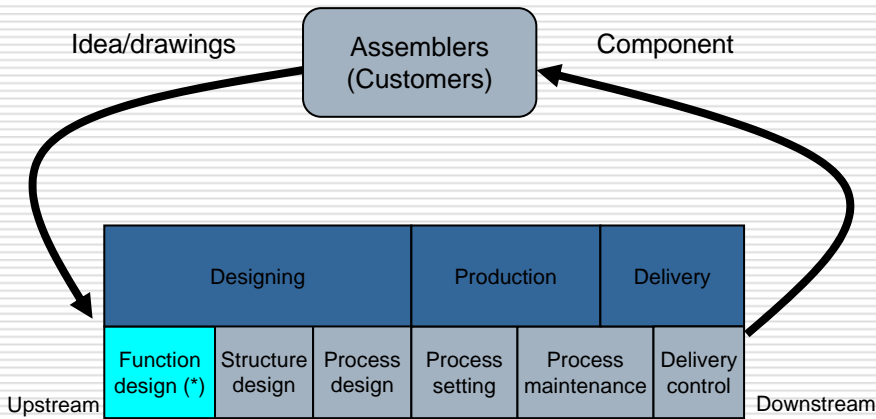 Idea/drawings
Assemblers
(Customers)
Component
Designing
Production
Delivery
Function
design (*)
Structure
design
Process
design
Process
setting
Process
maintenance
Delivery
control
Upstream
Downstream